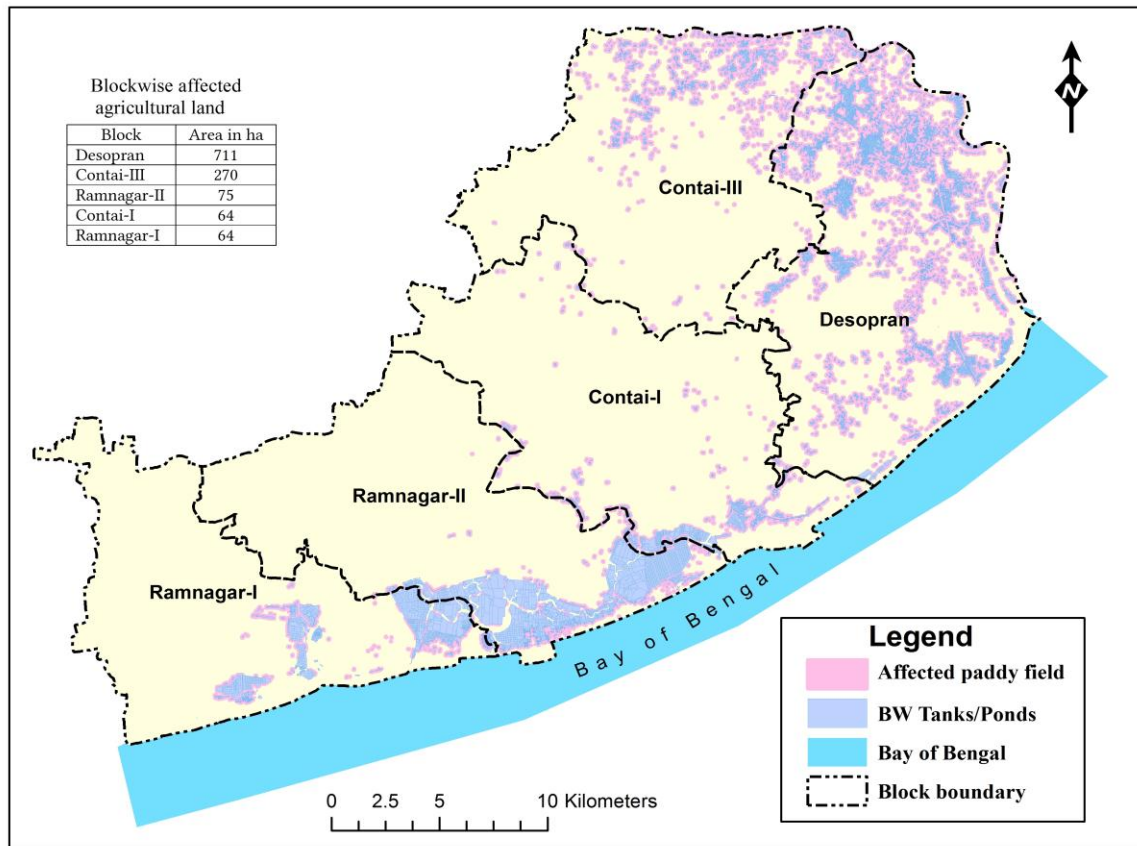 Blockwise affected
agricultural land
Block Area in ha
Desopran 711
Contai-III 270
Ramnagar-II 75
Contai-I 64
Ramnagar-I 64
N
Contai-III
Desopran
Contai-I
Ramnagar-II
Ramnagar-I
Bay of Bengal
Legend
Affected paddy field
BW Tanks/Ponds
Bay of Bengal
Block boundary
0 2.5 5 10 Kilometers